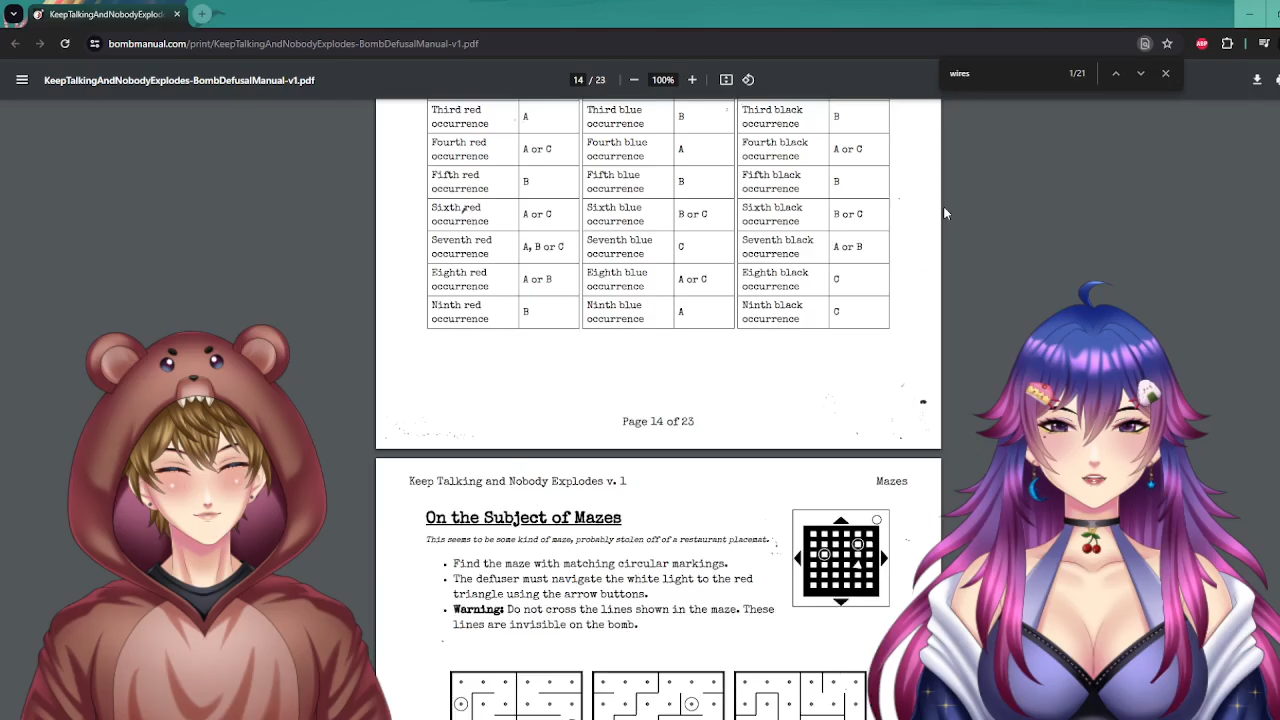 KeepTalkingAndNobodyExplode
bombmanual.com/print/KeepTalkingAndNobodyExplodes-BombDefusalManual-v1.pdf
ABP
KeepTalkingAndNobodyExplodes-BombDefusalManual-v1.pdf
14 / 23
100%
wires
1/21
Third red occurrence A Third blue occurrence B Third black occurrence B
Fourth red occurrence A or C Fourth blue occurrence A Fourth black occurrence A or C
Fifth red occurrence B Fifth blue occurrence B Fifth black occurrence B
Sixth red occurrence A or C Sixth blue occurrence B or C Sixth black occurrence B or C
Seventh red occurrence A, B or C Seventh blue occurrence C Seventh black occurrence A or B
Eighth red occurrence A or B Eighth blue occurrence A or C Eighth black occurrence C
Ninth red occurrence B Ninth blue occurrence A Ninth black occurrence C
Page 14 of 23
Keep Talking and Nobody Explodes v. 1
Mazes
On the Subject of Mazes
This seems to be some kind of maze, probably stolen off of a restaurant placemat.
• Find the maze with matching circular markings.
• The defuser must navigate the white light to the red
triangle using the arrow buttons.
• Warning: Do not cross the lines shown in the maze. These
lines are invisible on the bomb.